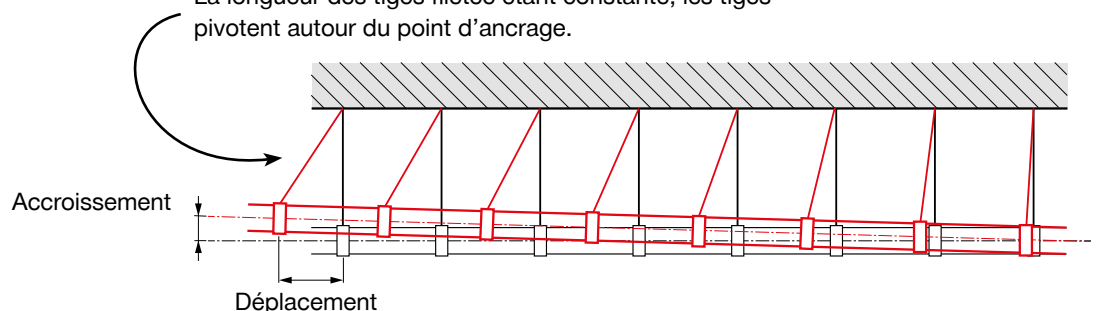 La longueur des tiges filetées étant constante, les tiges
pivotent autour du point d’ancrage.
Accroissement
Déplacement